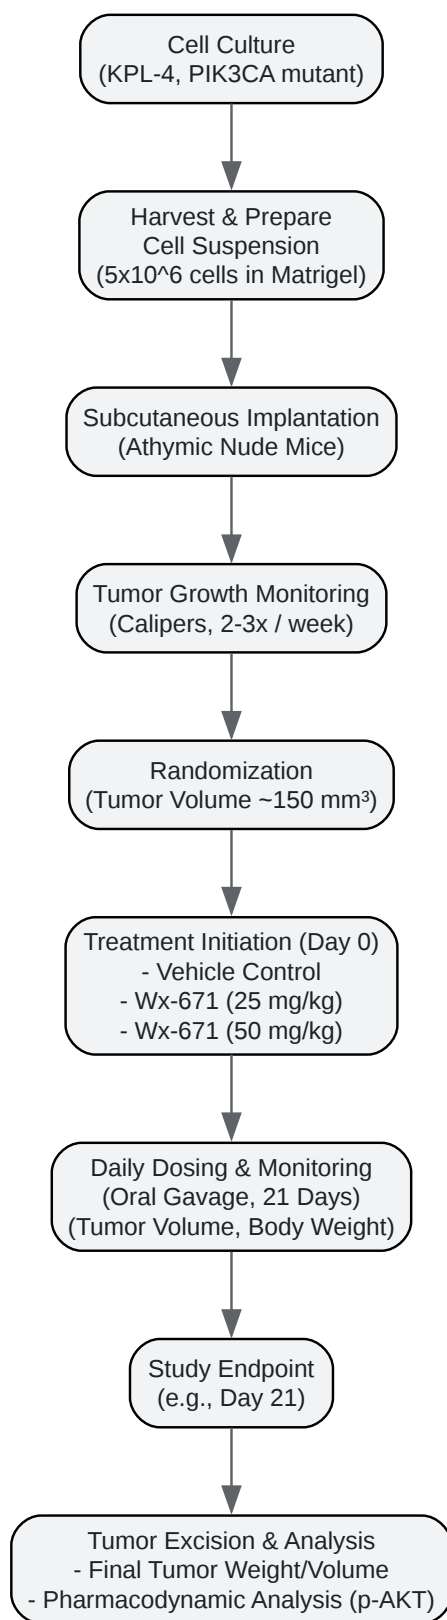 Cell Culture
(KPL-4, PIK3CA mutant)
Harvest & Prepare
Cell Suspension
(5x10^6 cells in Matrigel)
Subcutaneous Implantation
(Athymic Nude Mice)
Tumor Growth Monitoring
(Calipers, 2-3x / week)
Randomization
(Tumor Volume ~150 mm³)
Treatment Initiation (Day 0)
- Vehicle Control
- Wx-671 (25 mg/kg)
- Wx-671 (50 mg/kg)
Daily Dosing & Monitoring
(Oral Gavage, 21 Days)
(Tumor Volume, Body Weight)
Study Endpoint
(e.g., Day 21)
Tumor Excision & Analysis
- Final Tumor Weight/Volume
- Pharmacodynamic Analysis (p-AKT)